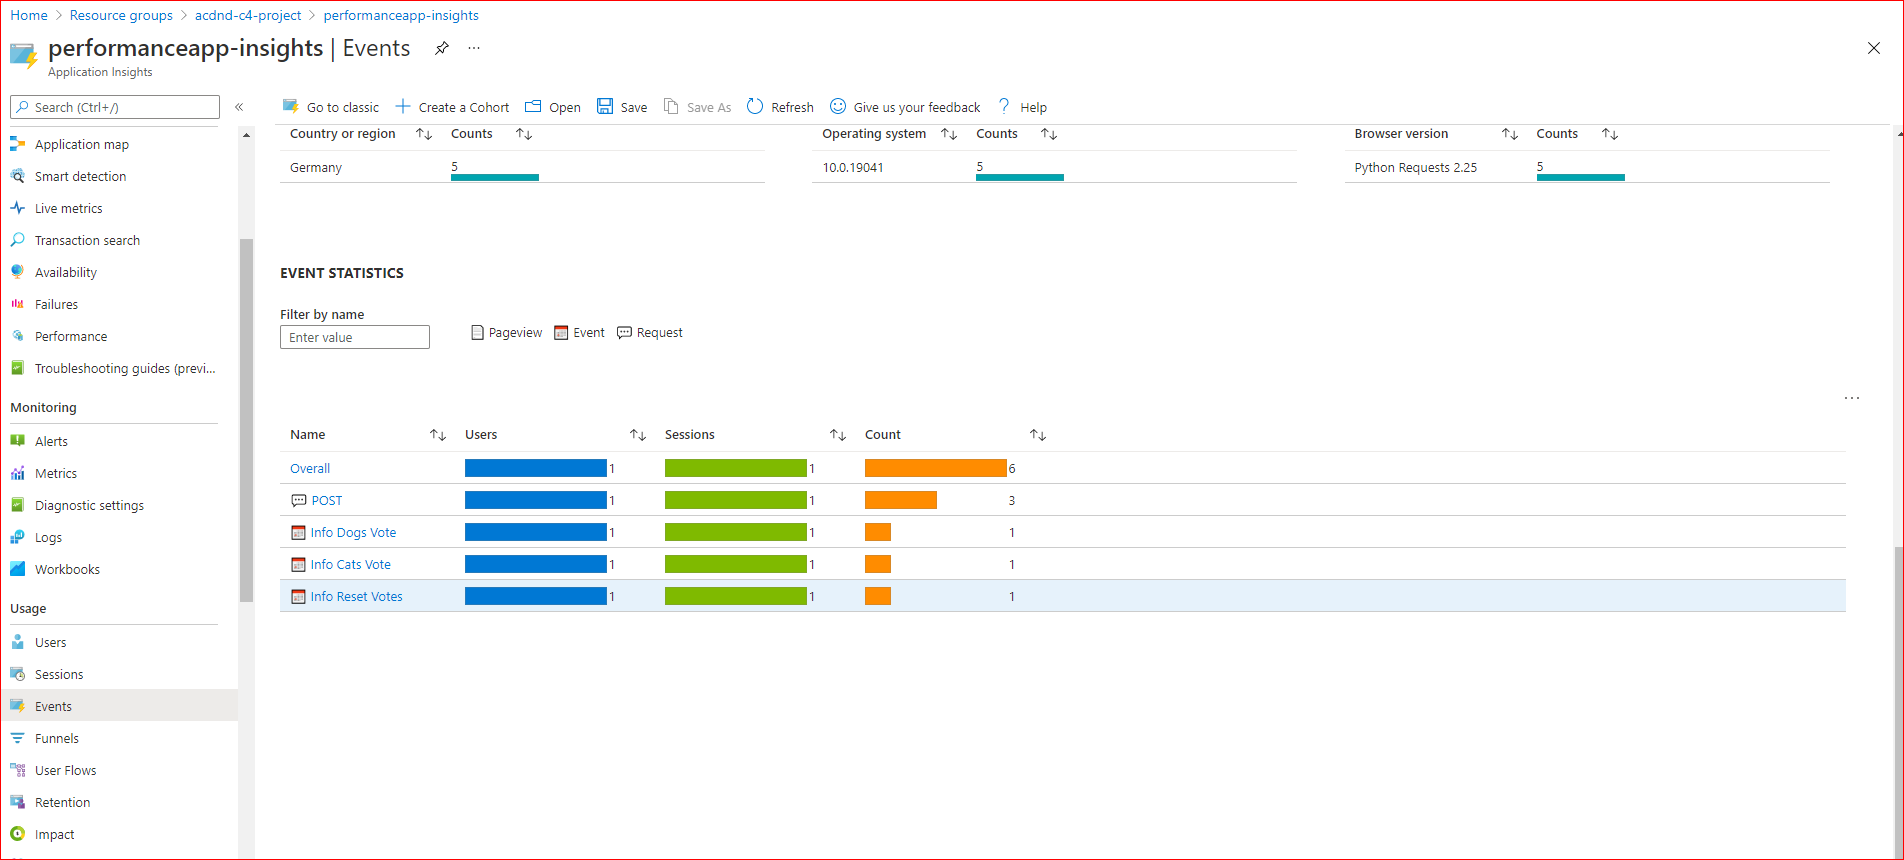 Home > Resource groups > acdnd-c4-project > performanceapp-insights
performanceapp-insights | Events
Application Insights
Search (Ctrl+/)
«
Application map
Smart detection
Live metrics
Transaction search
Availability
Failures
Performance
Troubleshooting guides (previ...
Monitoring
Alerts
Metrics
Diagnostic settings
Logs
Workbooks
Usage
Users
Sessions
Events
Funnels
User Flows
Retention
Impact
Go to classic Create a Cohort Open Save Save As Refresh Give us your feedback ? Help
Country or region Counts Operating system Counts Browser version Counts
Germany 5 10.0.19041 5 Python Requests 2.25 5
EVENT STATISTICS
Filter by name
Enter value Pageview Event Request
Name Users Sessions Count
Overall 1 1 6
POST 1 1 3
Info Dogs Vote 1 1 1
Info Cats Vote 1 1 1
Info Reset Votes 1 1 1